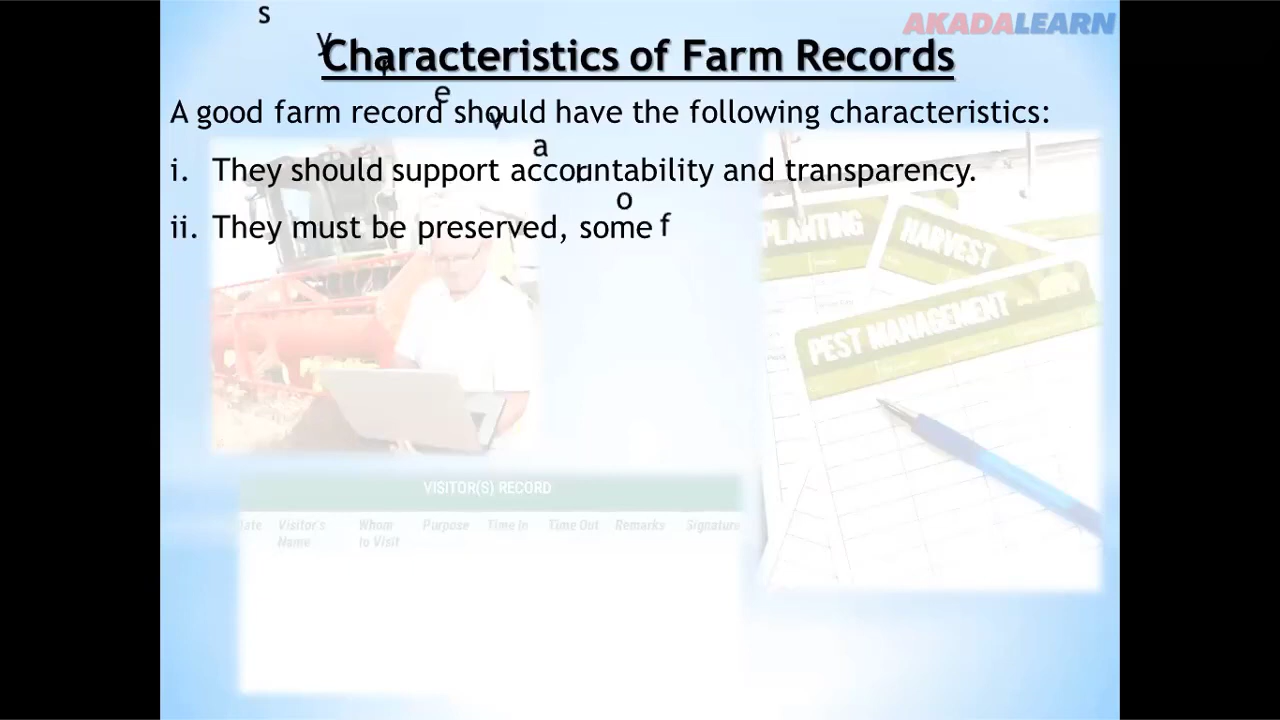 AKADALEARN
Characteristics of Farm Records
A good farm record should have the following characteristics:
i. They should support accountability and transparency.
ii. They must be preserved, some f
o
a
v
e
y
s
PLANTING
HARVEST
PEST MANAGEMENT
VISITOR(S) RECORD
Date Visitor's Name Whom to Visit Purpose Time In Time Out Remarks Signature